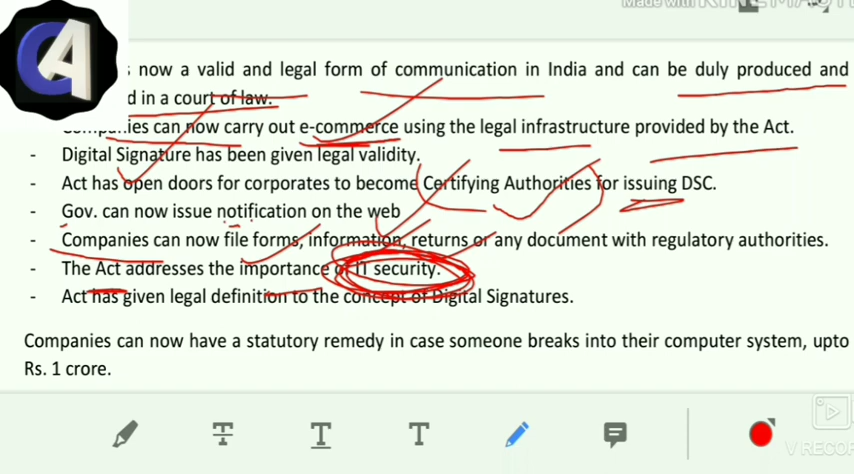 Made with KINEMASTER
CA
s now a valid and legal form of communication in India and can be duly produced and
d in a court of law.
Companies can now carry out e-commerce using the legal infrastructure provided by the Act.
- Digital Signature has been given legal validity.
- Act has open doors for corporates to become Certifying Authorities for issuing DSC.
- Gov. can now issue notification on the web
- Companies can now file forms, information, returns or any document with regulatory authorities.
- The Act addresses the importance of IT security.
- Act has given legal definition to the concept of Digital Signatures.
Companies can now have a statutory remedy in case someone breaks into their computer system, upto
Rs. 1 crore.
T T T
V RECOR